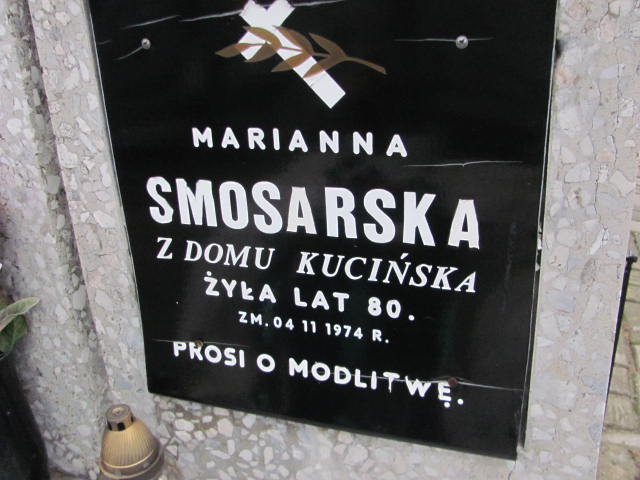 MARIANNA
SMOSARSKA
Z DOMU KUCIŃSKA
ŻYŁA LAT 80.
ZM. 04 11 1974 R.
PROSI O MODLITWĘ.